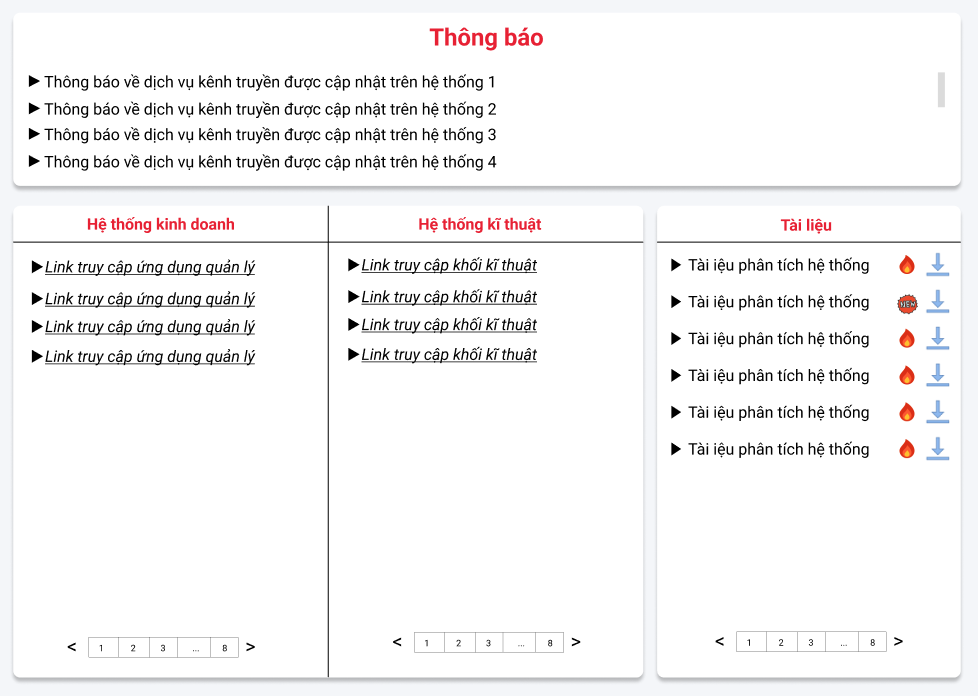 Thông báo
Thông báo về dịch vụ kênh truyền được cập nhật trên hệ thống 1
Thông báo về dịch vụ kênh truyền được cập nhật trên hệ thống 2
Thông báo về dịch vụ kênh truyền được cập nhật trên hệ thống 3
Thông báo về dịch vụ kênh truyền được cập nhật trên hệ thống 4
Hệ thống kinh doanh
Link truy cập ứng dụng quản lý
Link truy cập ứng dụng quản lý
Link truy cập ứng dụng quản lý
Link truy cập ứng dụng quản lý
< 1 2 3 ... 8 >
Hệ thống kĩ thuật
Link truy cập khối kĩ thuật
Link truy cập khối kĩ thuật
Link truy cập khối kĩ thuật
Link truy cập khối kĩ thuật
< 1 2 3 ... 8 >
Tài liệu
Tài iệu phân tích hệ thống
Tài iệu phân tích hệ thống NEW
Tài iệu phân tích hệ thống
Tài iệu phân tích hệ thống
Tài iệu phân tích hệ thống
Tài iệu phân tích hệ thống
< 1 2 3 ... 8 >